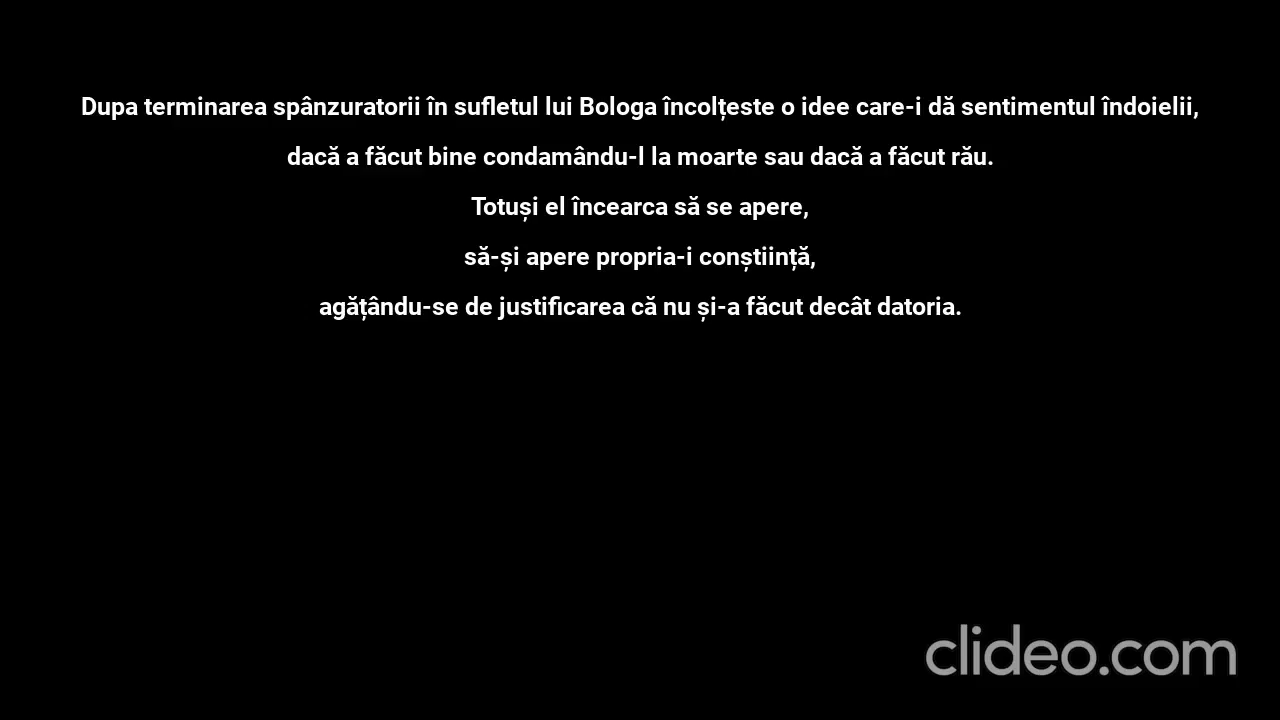 Dupa terminarea spânzuratorii în sufletul lui Bologa încolțeste o idee care-i dă sentimentul îndoielii,
dacă a făcut bine condamându-l la moarte sau dacă a făcut rău.
Totuși el încearca să se apere,
să-și apere propria-i conștiință,
agățându-se de justificarea că nu și-a făcut decât datoria.
clideo.com